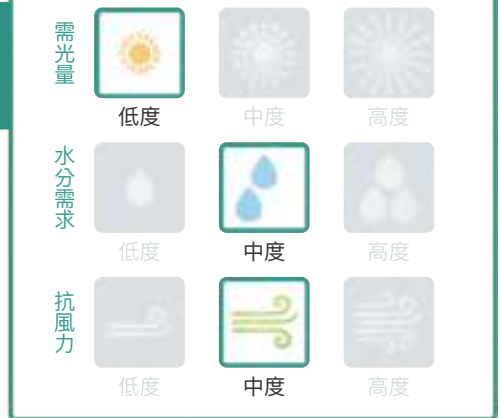 需光量
低度 中度 高度
水分需求
低度 中度 高度
抗風力
低度 中度 高度